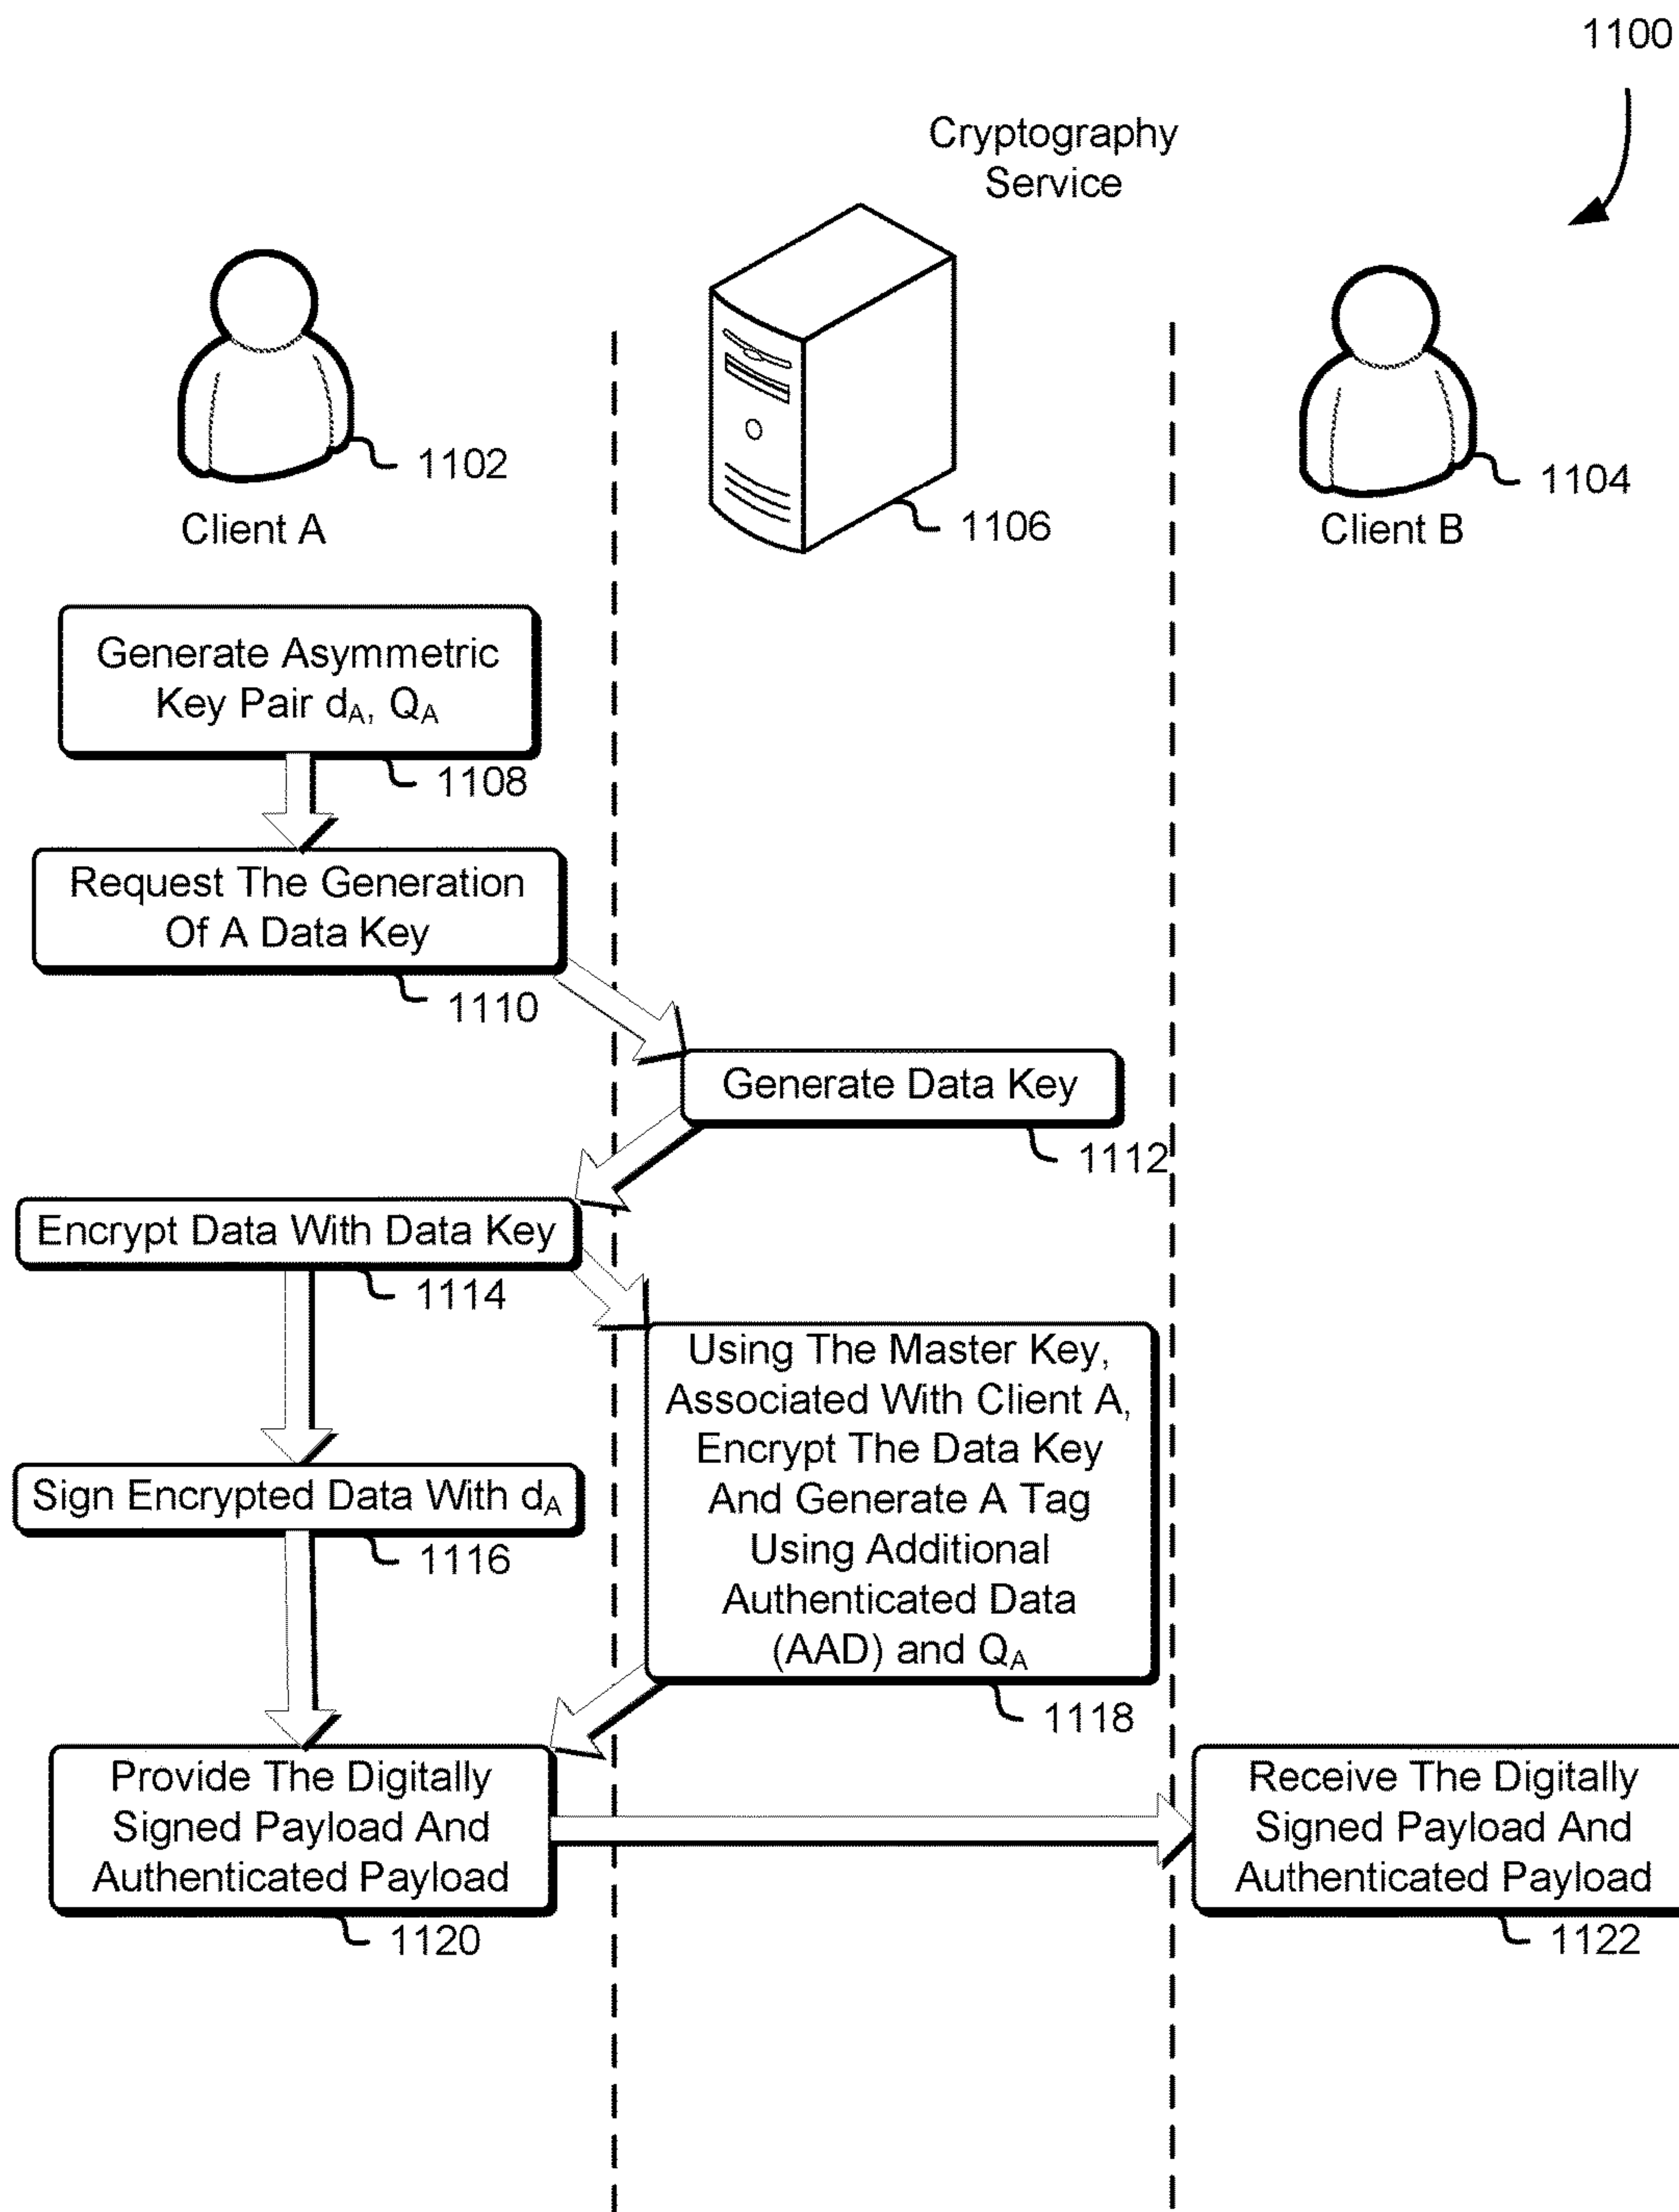 1100
Cryptography
Service
1102
Client A
1106
1104
Client B
Generate Asymmetric
Key Pair dA, QA
1108
Request The Generation
Of A Data Key
1110
Generate Data Key
1112
Encrypt Data With Data Key
1114
Using The Master Key,
Associated With Client A,
Encrypt The Data Key
And Generate A Tag
Using Additional
Authenticated Data
(AAD) and QA
1118
Sign Encrypted Data With dA
1116
Provide The Digitally
Signed Payload And
Authenticated Payload
1120
Receive The Digitally
Signed Payload And
Authenticated Payload
1122